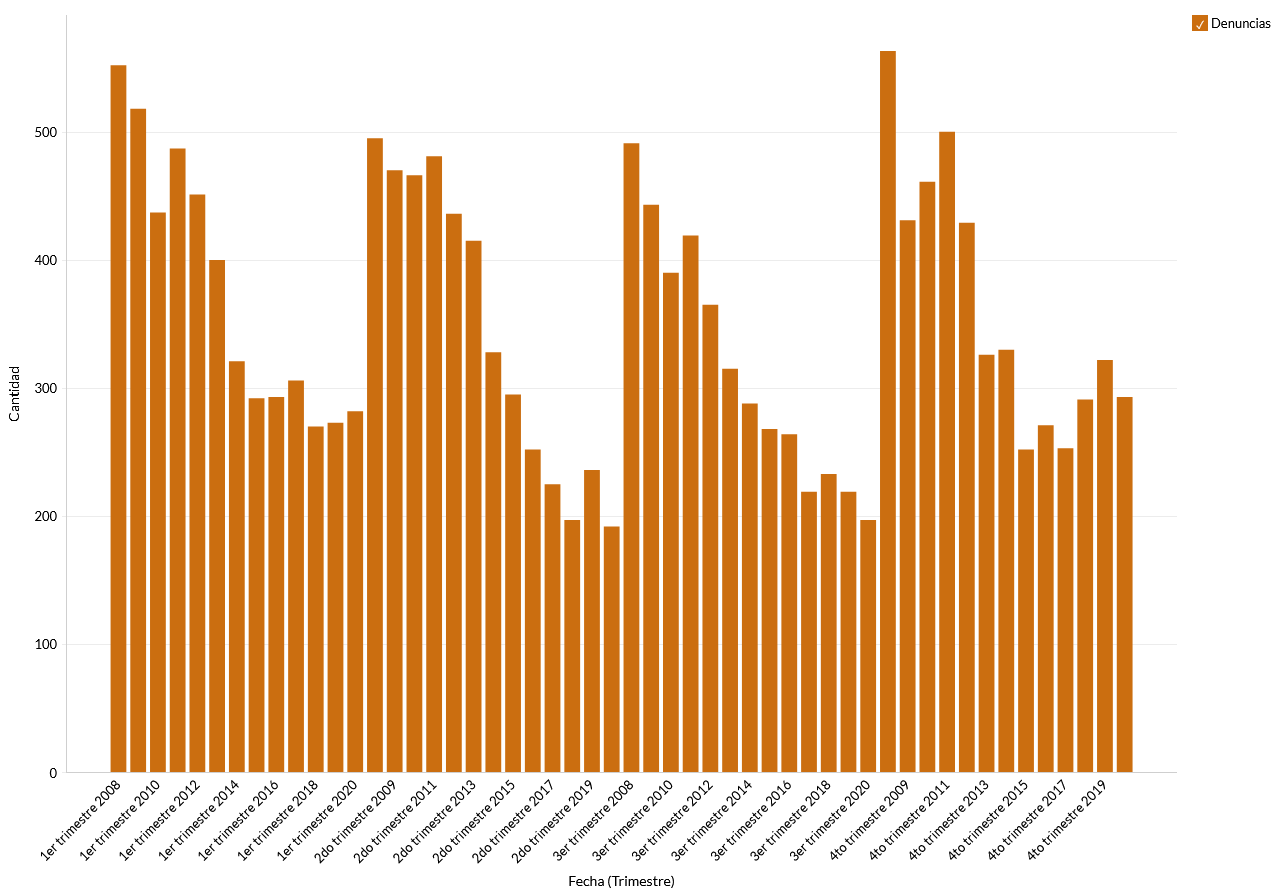 Denuncias
500
400
300
200
100
0
Cantidad
1er trimestre 2008
1er trimestre 2010
1er trimestre 2012
1er trimestre 2014
1er trimestre 2016
1er trimestre 2018
1er trimestre 2020
2do trimestre 2009
2do trimestre 2011
2do trimestre 2013
2do trimestre 2015
2do trimestre 2017
2do trimestre 2019
3er trimestre 2008
3er trimestre 2010
3er trimestre 2012
3er trimestre 2014
3er trimestre 2016
3er trimestre 2018
3er trimestre 2020
4to trimestre 2009
4to trimestre 2011
4to trimestre 2013
4to trimestre 2015
4to trimestre 2017
4to trimestre 2019
Fecha (Trimestre)